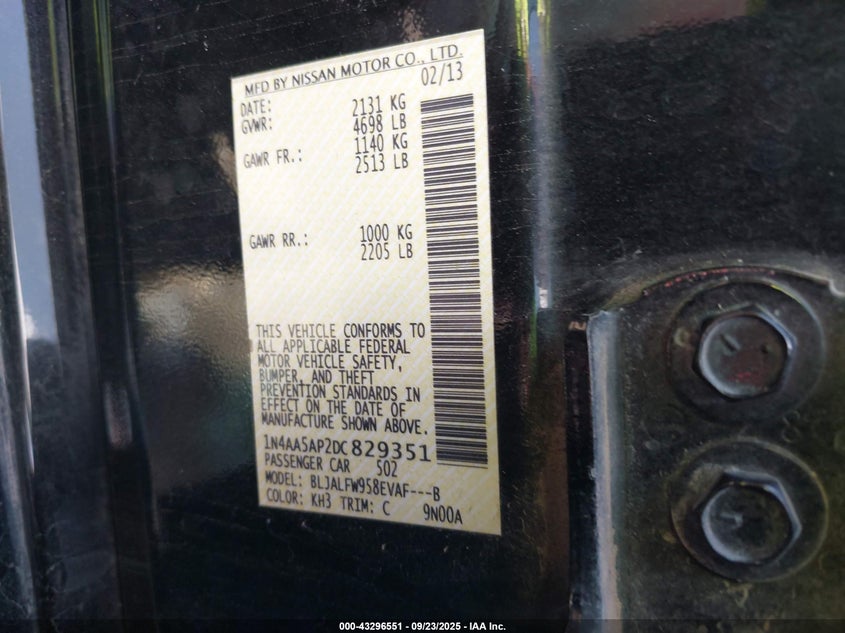 MFD BY NISSAN MOTOR CO., LTD.
DATE: 02/13
GVWR: 2131 KG
4698 LB
GAWR FR.: 1140 KG
2513 LB
GAWR RR.: 1000 KG
2205 LB
THIS VEHICLE CONFORMS TO
ALL APPLICABLE FEDERAL
MOTOR VEHICLE SAFETY,
BUMPER, AND THEFT
PREVENTION STANDARDS IN
EFFECT ON THE DATE OF
MANUFACTURE SHOWN ABOVE.
1N4AA5AP2DC829351
PASSENGER CAR 502
MODEL: BLJALFW958EVAF---B
COLOR: KH3 TRIM: C 9N00A
000-43296551 - 09/23/2025 - IAA Inc.